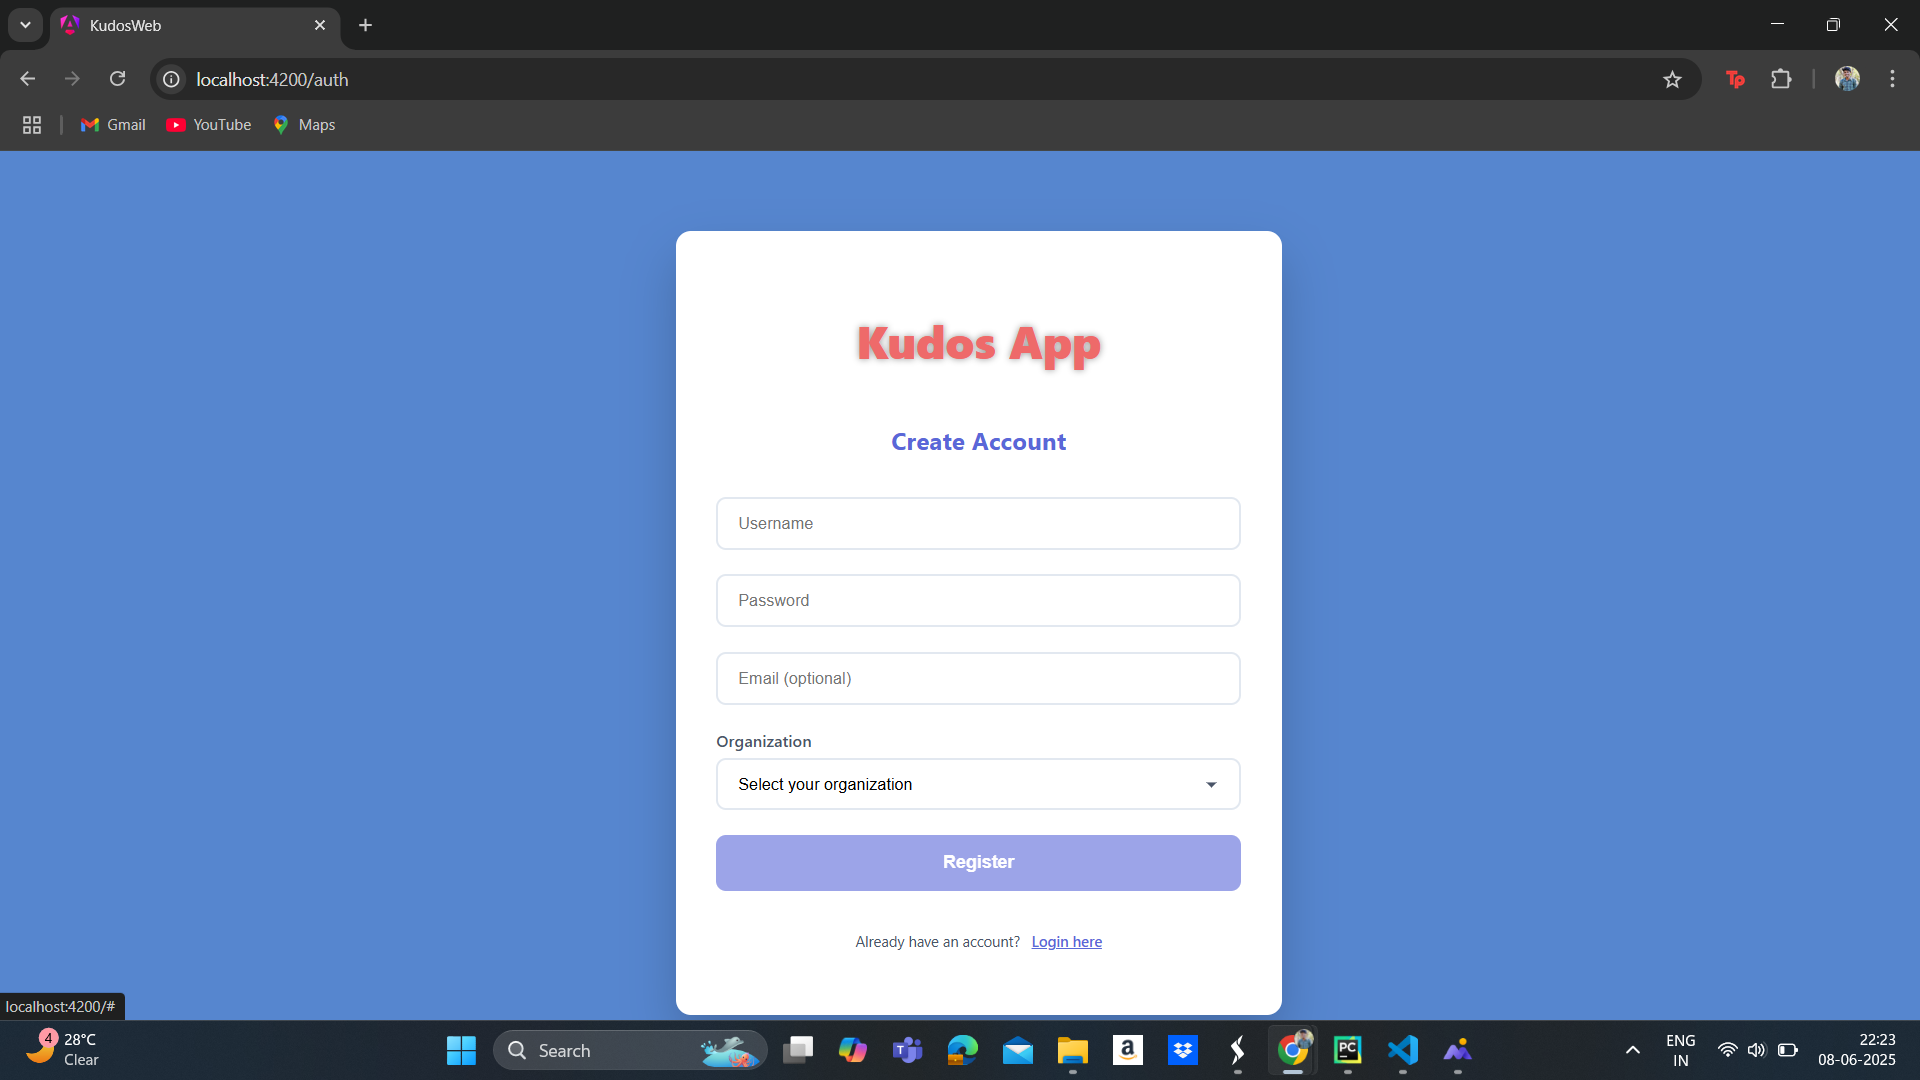 KudosWeb
localhost:4200/auth
Gmail
YouTube
Maps
Kudos App
Create Account
Username
Password
Email (optional)
Organization
Select your organization
Register
Already have an account? Login here
localhost:4200/#
4
28°C
Clear
Search
T
a
PC
ENG
IN
22:23
08-06-2025
Tp